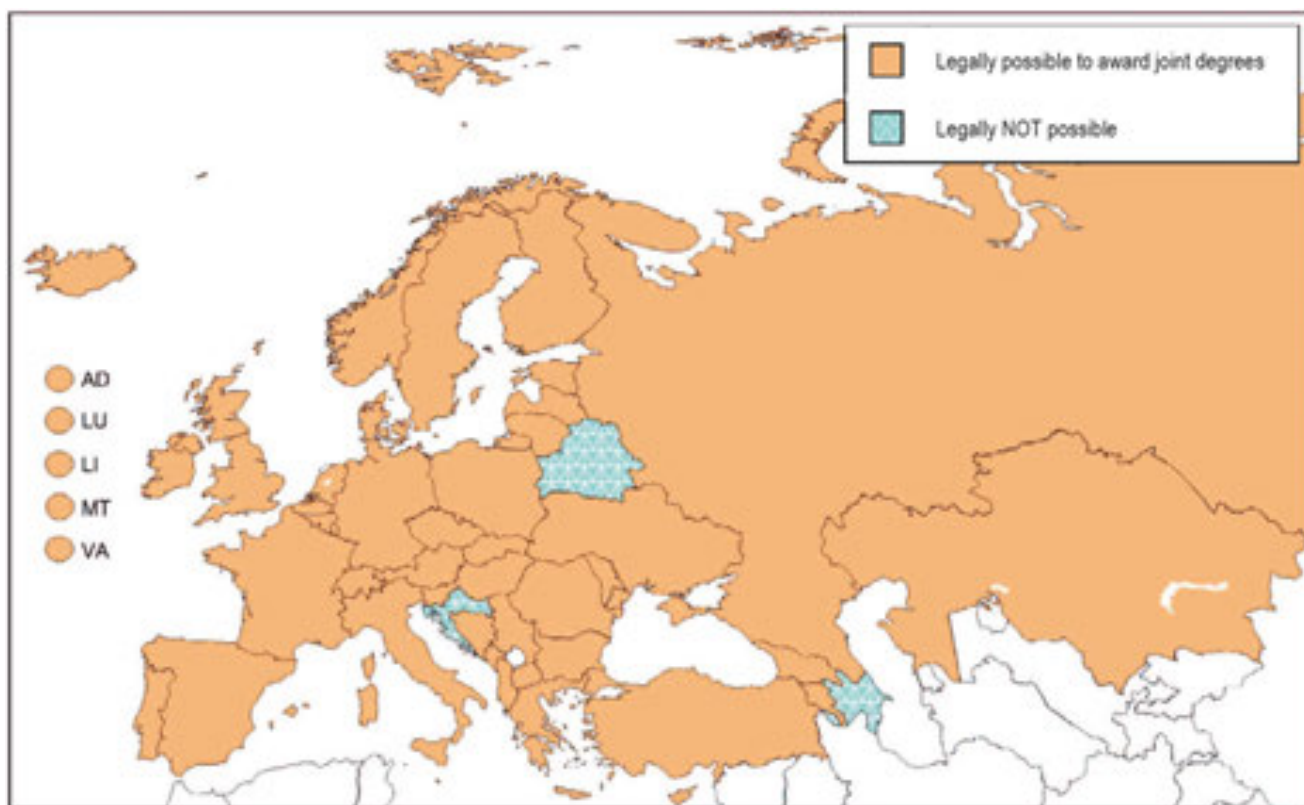 Legally possible to award joint degrees
Legally NOT possible
AD
LU
LI
MT
VA